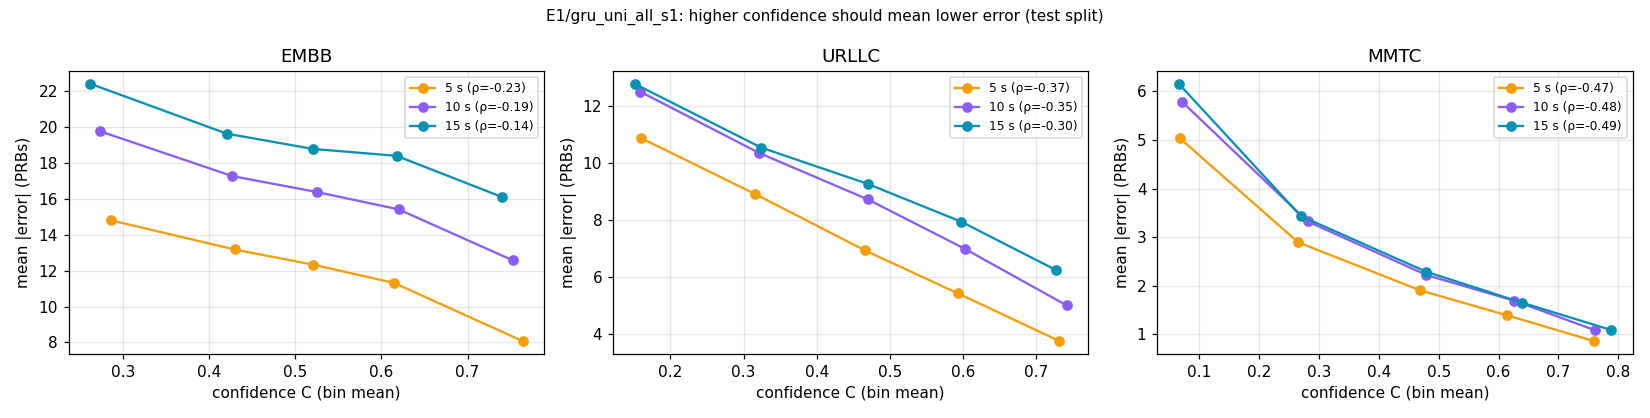 E1/gru_uni_all_s1: higher confidence should mean lower error (test split)
EMBB
mean |error| (PRBs)
22
20
18
16
14
12
10
8
0.3 0.4 0.5 0.6 0.7
confidence C (bin mean)
5 s (ρ=-0.23)
10 s (ρ=-0.19)
15 s (ρ=-0.14)
URLLC
mean |error| (PRBs)
12
10
8
6
4
0.2 0.3 0.4 0.5 0.6 0.7
confidence C (bin mean)
5 s (ρ=-0.37)
10 s (ρ=-0.35)
15 s (ρ=-0.30)
MMTC
mean |error| (PRBs)
6
5
4
3
2
1
0.1 0.2 0.3 0.4 0.5 0.6 0.7 0.8
confidence C (bin mean)
5 s (ρ=-0.47)
10 s (ρ=-0.48)
15 s (ρ=-0.49)